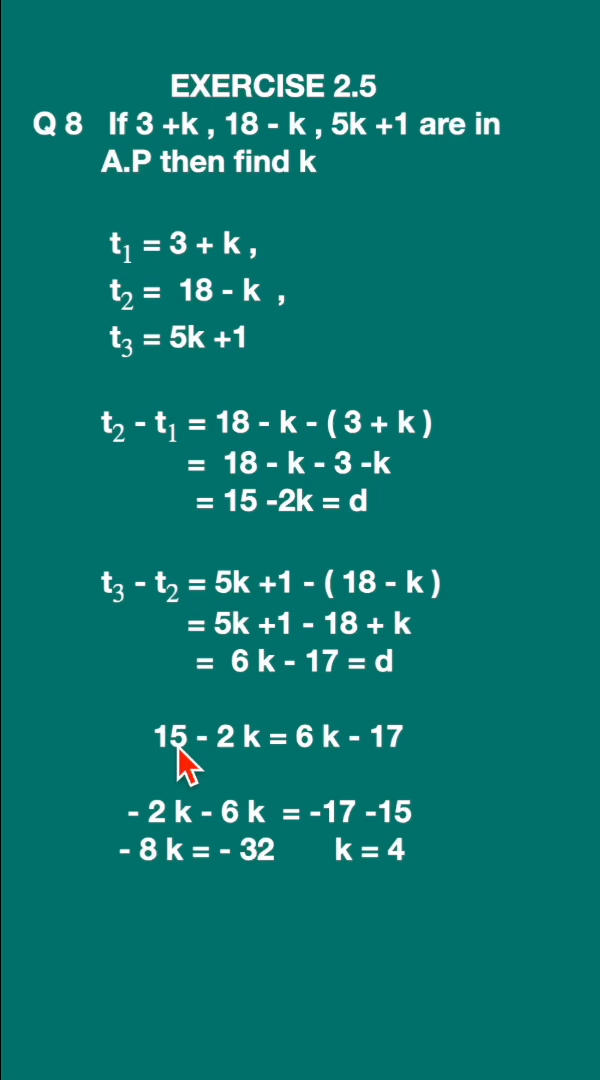 EXERCISE 2.5
Q 8 If 3 +k , 18 - k , 5k +1 are in
A.P then find k
t₁ = 3 + k ,
t₂ = 18 - k ,
t₃ = 5k +1
t₂ - t₁ = 18 - k - ( 3 + k )
= 18 - k - 3 -k
= 15 -2k = d
t₃ - t₂ = 5k +1 - ( 18 - k )
= 5k +1 - 18 + k
= 6 k - 17 = d
15 - 2 k = 6 k - 17
- 2 k - 6 k = -17 -15
- 8 k = - 32 k = 4